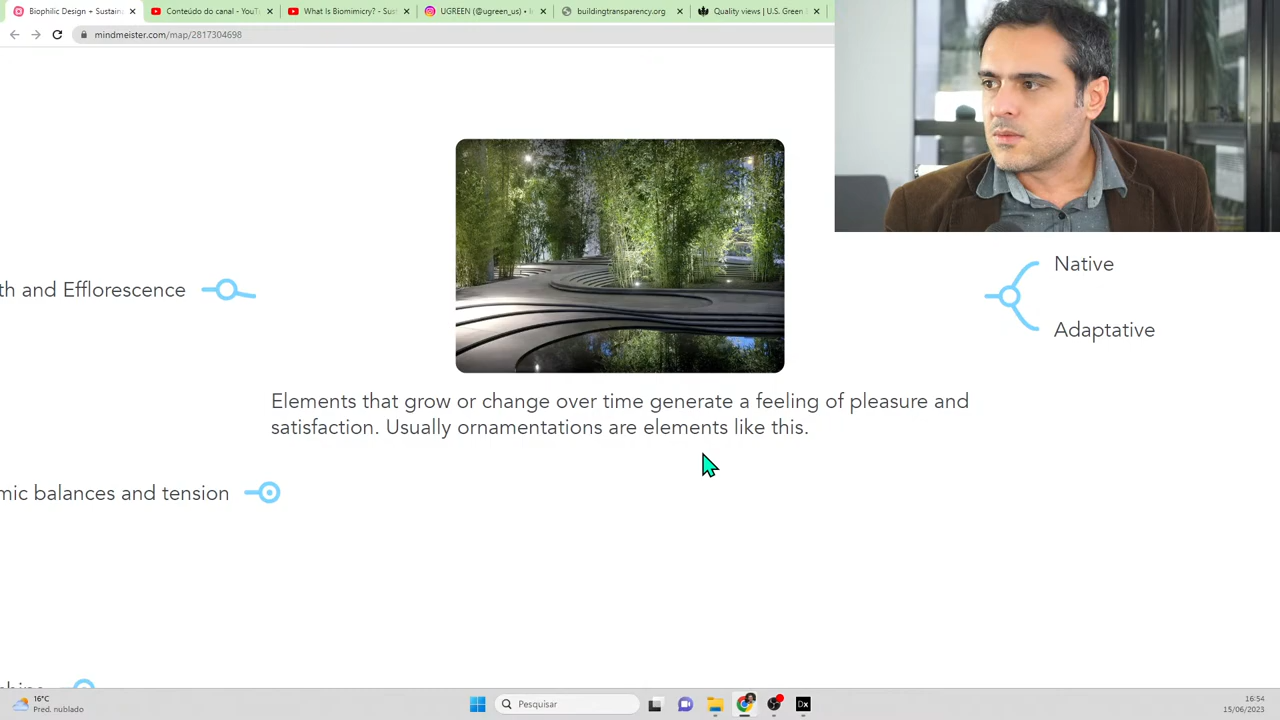 Biophilic Design + Sustain
Conteúdo do canal - YouT
What Is Biomimicry? - Sus
UGREEN (@ugreen_us) • I
buildingtransparency.org
Quality views | U.S. Green
mindmeister.com/map/2817304698
Native
th and Efflorescence
Adaptative
Elements that grow or change over time generate a feeling of pleasure and
satisfaction. Usually ornamentations are elements like this.
mic balances and tension
16°C
Pred. nublado
Pesquisar
Dx
16:54
15/06/2023